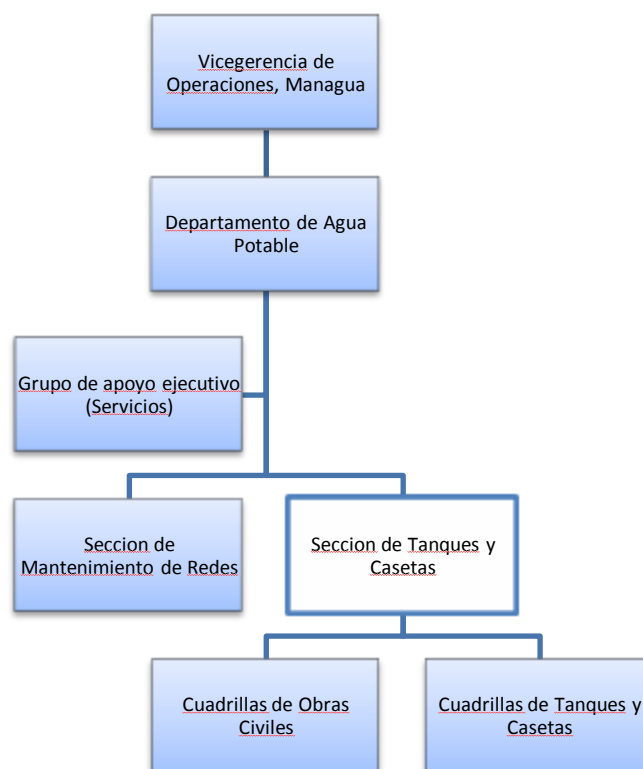 Vicegerencia de
Operaciones, Managua
Departamento de Agua
Potable
Grupo de apoyo ejecutivo
(Servicios)
Seccion de
Mantenimiento de Redes
Seccion de Tanques y
Casetas
Cuadrillas de Obras
Civiles
Cuadrillas de Tanques y
Casetas